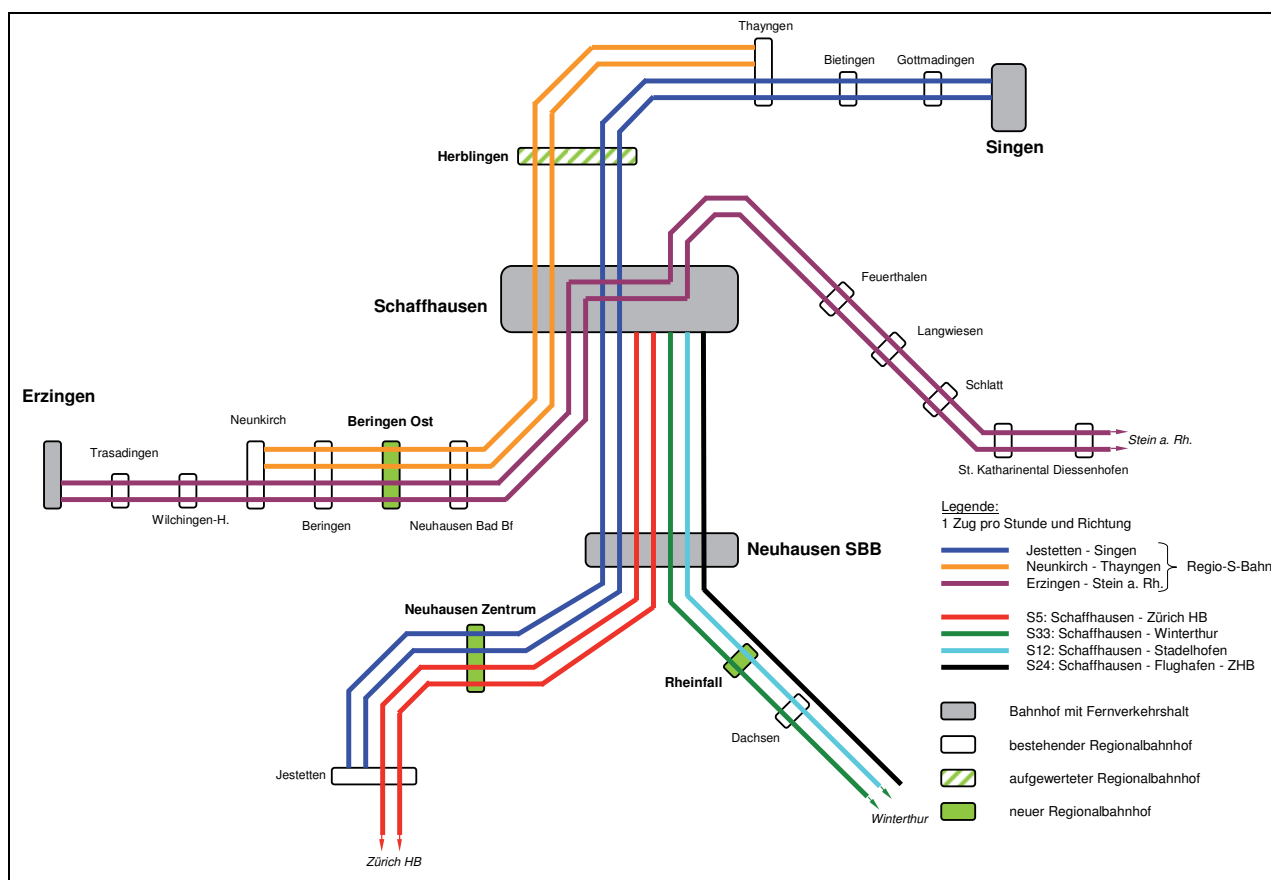 Thayngen
Bietingen
Gottmadingen
Singen
Herblingen
Schaffhausen
Feuerthalen
Langwiesen
Schlatt
Stein a. Rh.
St. Katharinental Diessenhofen
Erzingen
Neunkirch
Beringen Ost
Trasadingen
Wilchingen-H.
Beringen
Neuhausen Bad Bf
Neuhausen SBB
Neuhausen Zentrum
Rheinfall
Dachsen
Jestetten
Winterthur
Zürich HB
Legende:
1 Zug pro Stunde und Richtung
Jestetten - Singen
Neunkirch - Thayngen
Erzingen - Stein a. Rh.
Regio-S-Bahn
S5: Schaffhausen - Zürich HB
S33: Schaffhausen - Winterthur
S12: Schaffhausen - Stadelhofen
S24: Schaffhausen - Flughafen - ZHB
Bahnhof mit Fernverkehrshalt
bestehender Regionalbahnhof
aufgewerteter Regionalbahnhof
neuer Regionalbahnhof